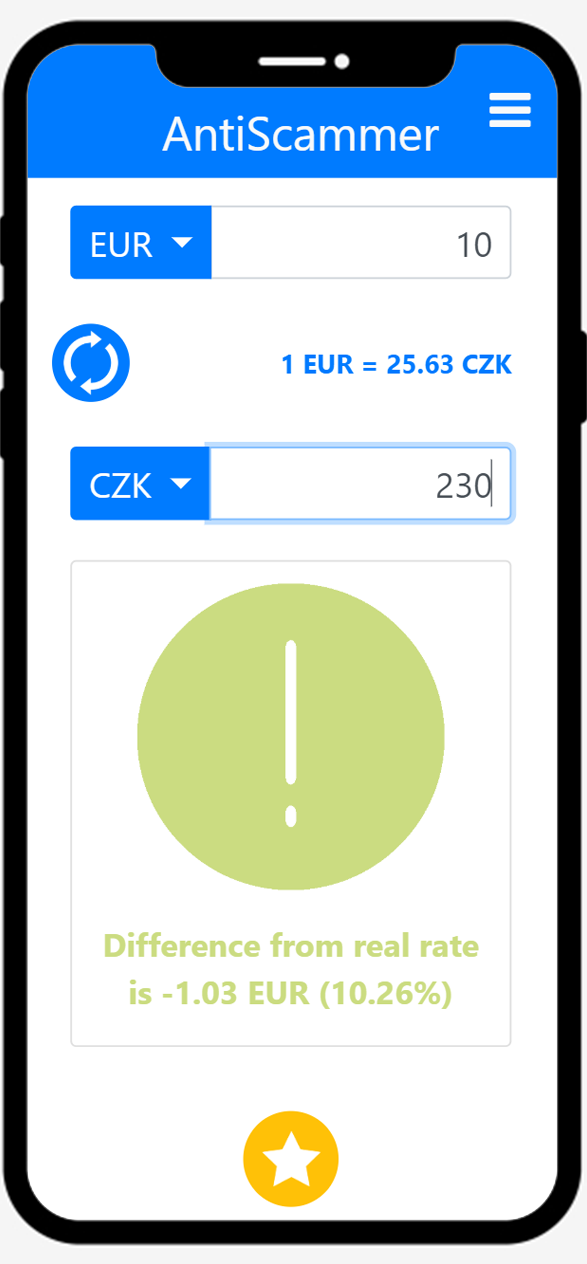 AntiScammer
EUR
10
1 EUR = 25.63 CZK
CZK
230
Difference from real rate
is -1.03 EUR (10.26%)